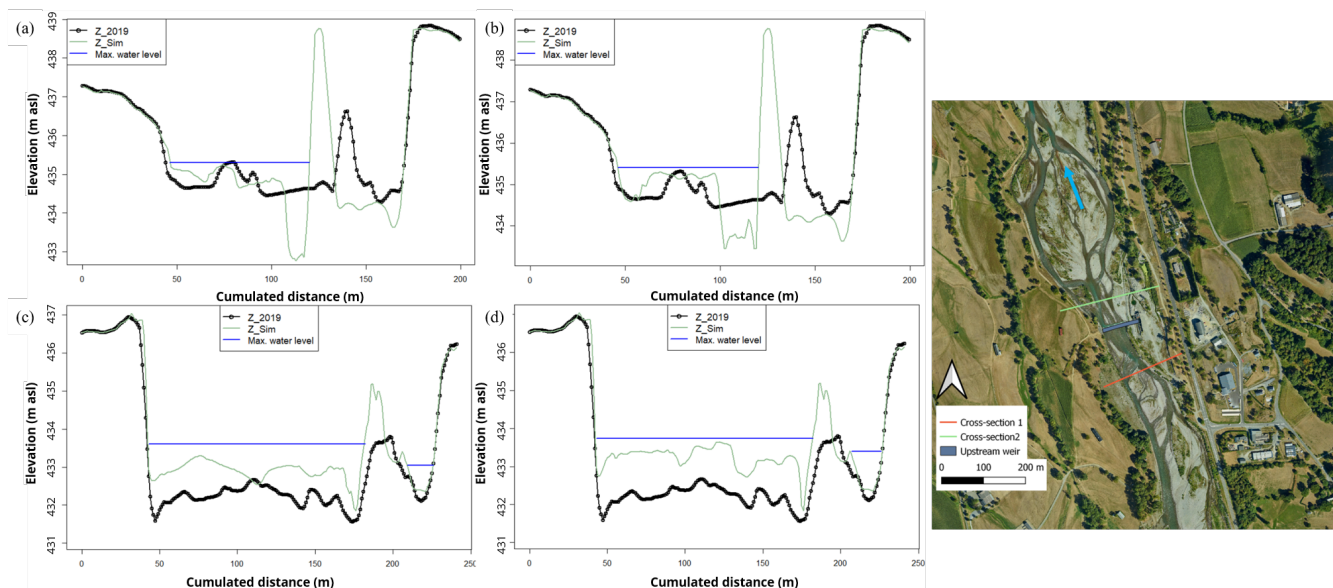 (a)
Z_2019
Z_Sim
Max. water level
Elevation (m asl)
439
438
437
436
435
434
433
0
50
100
150
200
Cumulated distance (m)
(b)
Z_2019
Z_Sim
Max. water level
Elevation (m asl)
439
438
437
436
435
434
0
50
100
150
200
Cumulated distance (m)
(c)
Z_2019
Z_Sim
Max. water level
Elevation (m asl)
437
436
435
434
433
432
431
0
50
100
150
200
Cumulated distance (m)
(d)
Z_2019
Z_Sim
Max. water level
Elevation (m asl)
437
436
435
434
433
432
431
0
50
100
150
200
Cumulated distance (m)
Cross-section 1
Cross-section2
Upstream weir
0 100 200 m